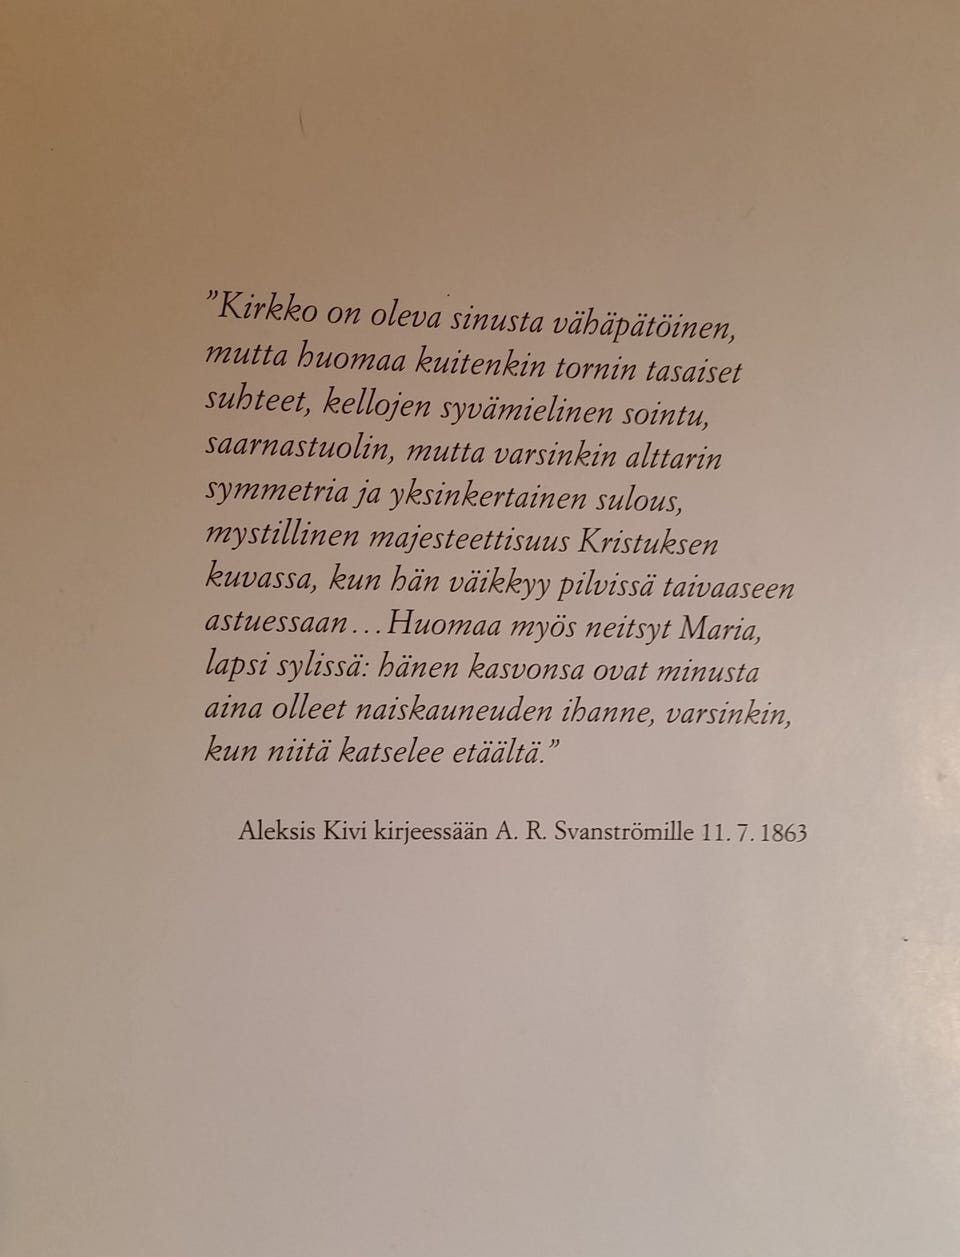 ”Kirkko on oleva sinusta vähäpätöinen,
mutta huomaa kuitenkin tornin tasaiset
suhteet, kellojen syvämielinen sointu,
saarnastuolin, mutta varsinkin alttarin
symmetria ja yksinkertainen sulous,
mystillinen majesteettisuus Kristuksen
kuvassa, kun hän väikkyy pilvissä taivaaseen
astuessaan... Huomaa myös neitsyt Maria,
lapsi sylissä: hänen kasvonsa ovat minusta
aina olleet naiskauneuden ihanne, varsinkin,
kun niitä katselee etäältä.”
Aleksis Kivi kirjeessään A. R. Svanströmille 11. 7. 1863